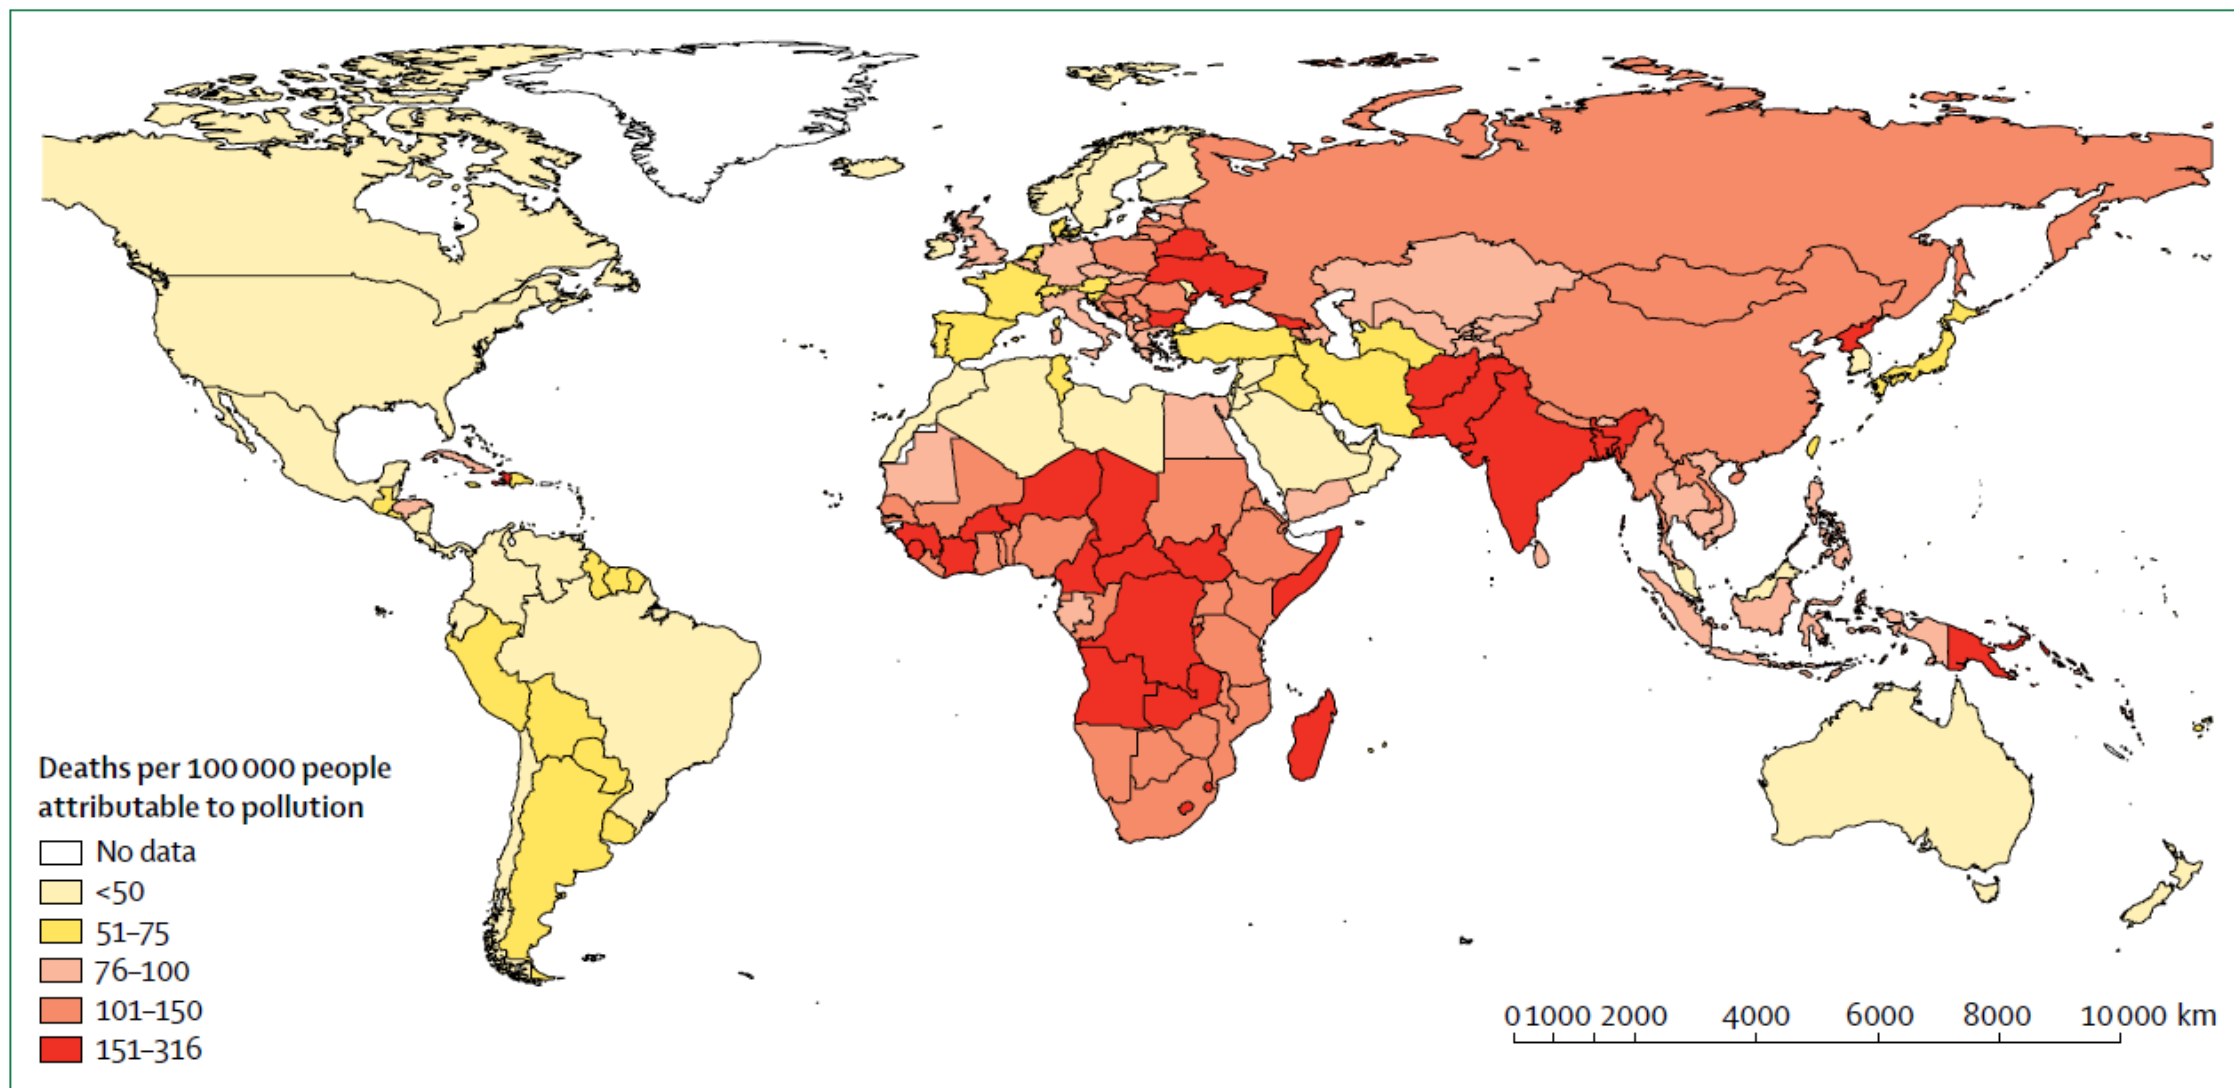 Deaths per 100 000 people
attributable to pollution
No data
<50
51–75
76–100
101–150
151–316
0 1000 2000 4000 6000 8000 10 000 km